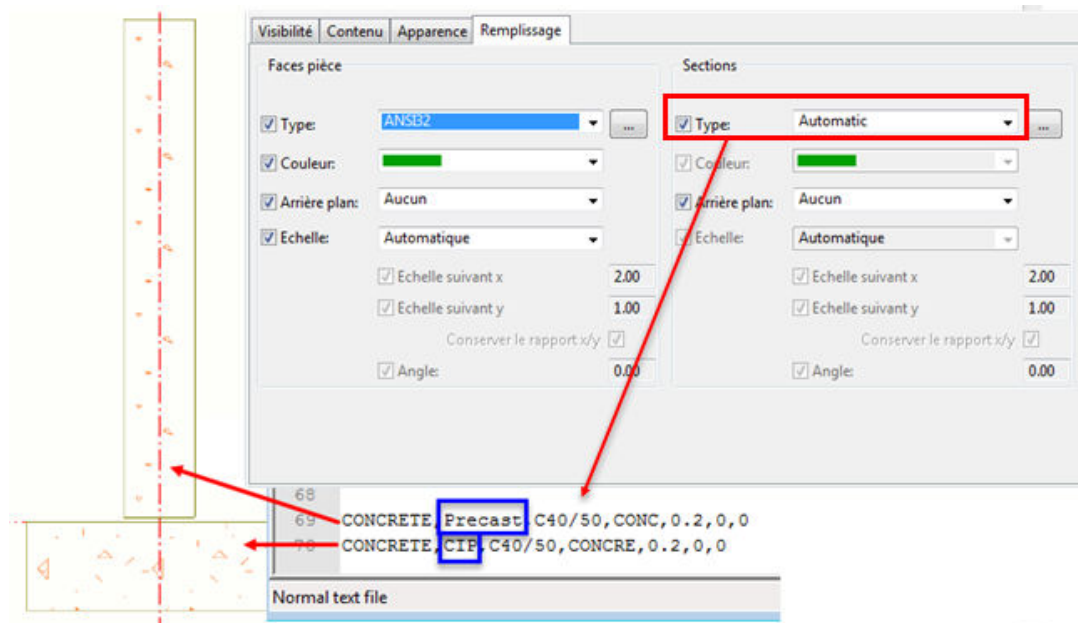 Visibilité Contenu Apparence Remplissage
Faces pièce Sections
Type: ANSI32 ... Type: Automatic ...
Couleur: Couleur:
Arrière plan: Aucun Arrière plan: Aucun
Echelle: Automatique Echelle: Automatique
Echelle suivant x 2.00 Echelle suivant x 2.00
Echelle suivant y 1.00 Echelle suivant y 1.00
Conserver le rapport x/y Conserver le rapport x/y
Angle: 0.00 Angle: 0.00
68
69 CONCRETE,Precast,C40/50,CONC,0.2,0,0
70 CONCRETE,CIP,C40/50,CONCRE,0.2,0,0
Normal text file